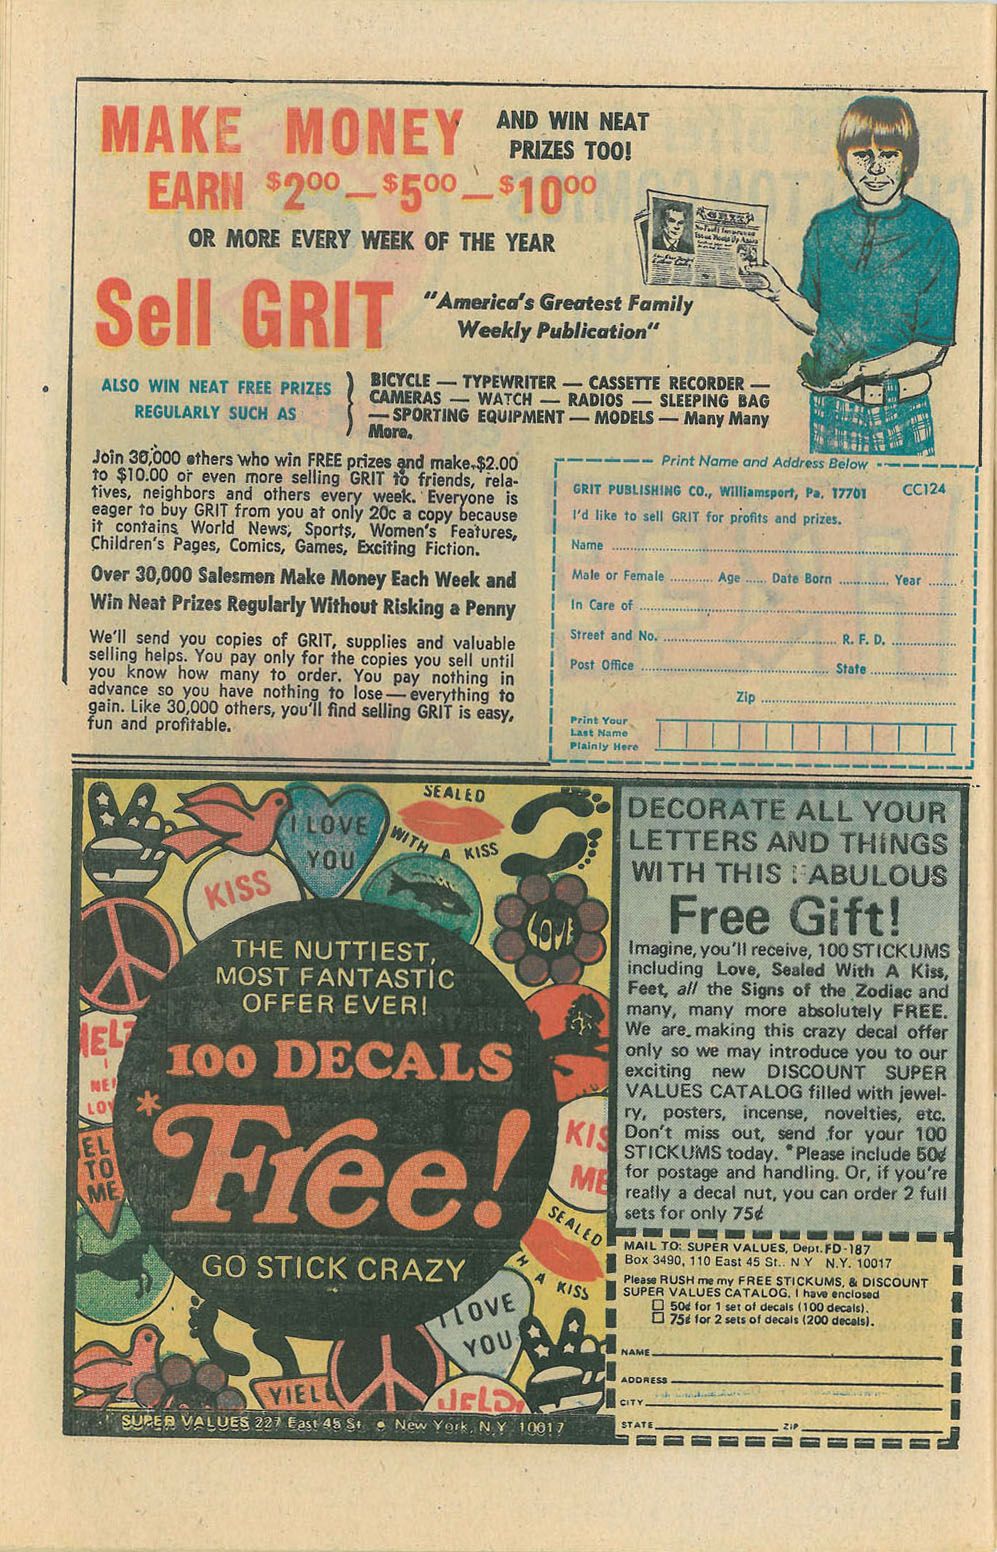 MAKE MONEY AND WIN NEAT
PRIZES TOO!
EARN $2.00 — $5.00 — $10.00
OR MORE EVERY WEEK OF THE YEAR
Sell GRIT "America's Greatest Family
Weekly Publication"
GRIT
ALSO WIN NEAT FREE PRIZES
REGULARLY SUCH AS
BICYCLE — TYPEWRITER — CASSETTE RECORDER —
CAMERAS — WATCH — RADIOS — SLEEPING BAG
— SPORTING EQUIPMENT — MODELS — Many Many
More.
Join 30,000 others who win FREE prizes and make $2.00
to $10.00 or even more selling GRIT to friends, rela-
tives, neighbors and others every week. Everyone is
eager to buy GRIT from you at only 20c a copy because
it contains World News, Sports, Women's Features,
Children's Pages, Comics, Games, Exciting Fiction.
Over 30,000 Salesmen Make Money Each Week and
Win Neat Prizes Regularly Without Risking a Penny
We'll send you copies of GRIT, supplies and valuable
selling helps. You pay only for the copies you sell until
you know how many to order. You pay nothing in
advance so you have nothing to lose — everything to
gain. Like 30,000 others, you'll find selling GRIT is easy,
fun and profitable.
Print Name and Address Below
GRIT PUBLISHING CO., Williamsport, Pa. 17701 CC124
I'd like to sell GRIT for profits and prizes.
Name
Male or Female Age Date Born Year
In Care of
Street and No. R. F. D.
Post Office State
Zip
Print Your
Last Name
Plainly Here
SEALED
WITH A KISS
I LOVE
YOU
KISS
LOVE
THE NUTTIEST,
MOST FANTASTIC
OFFER EVER!
100 DECALS
*Free!
GO STICK CRAZY
HELP
I
NEE
LOV
EL
TO
ME
KIS
ME
SEALED
H A KISS
I LOVE
YOU
YIELD
HELP
SUPER VALUES 227 East 45 St. • New York, N.Y. 10017
DECORATE ALL YOUR
LETTERS AND THINGS
WITH THIS FABULOUS
Free Gift!
Imagine, you'll receive, 100 STICKUMS
including Love, Sealed With A Kiss,
Feet, all the Signs of the Zodiac and
many, many more absolutely FREE.
We are making this crazy decal offer
only so we may introduce you to our
exciting new DISCOUNT SUPER
VALUES CATALOG filled with jewel-
ry, posters, incense, novelties, etc.
Don't miss out, send for your 100
STICKUMS today. *Please include 50¢
for postage and handling. Or, if you're
really a decal nut, you can order 2 full
sets for only 75¢
MAIL TO: SUPER VALUES, Dept. FD-187
Box 3490, 110 East 45 St., N Y N.Y. 10017
Please RUSH me my FREE STICKUMS, & DISCOUNT
SUPER VALUES CATALOG. I have enclosed
50¢ for 1 set of decals (100 decals).
75¢ for 2 sets of decals (200 decals).
NAME
ADDRESS
CITY
STATE ZIP